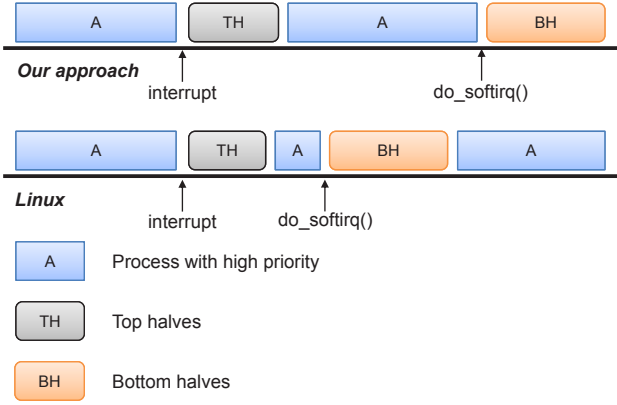 A TH A BH
Our approach
interrupt do_softirq()
A TH A BH A
Linux
interrupt do_softirq()
A Process with high priority
TH Top halves
BH Bottom halves